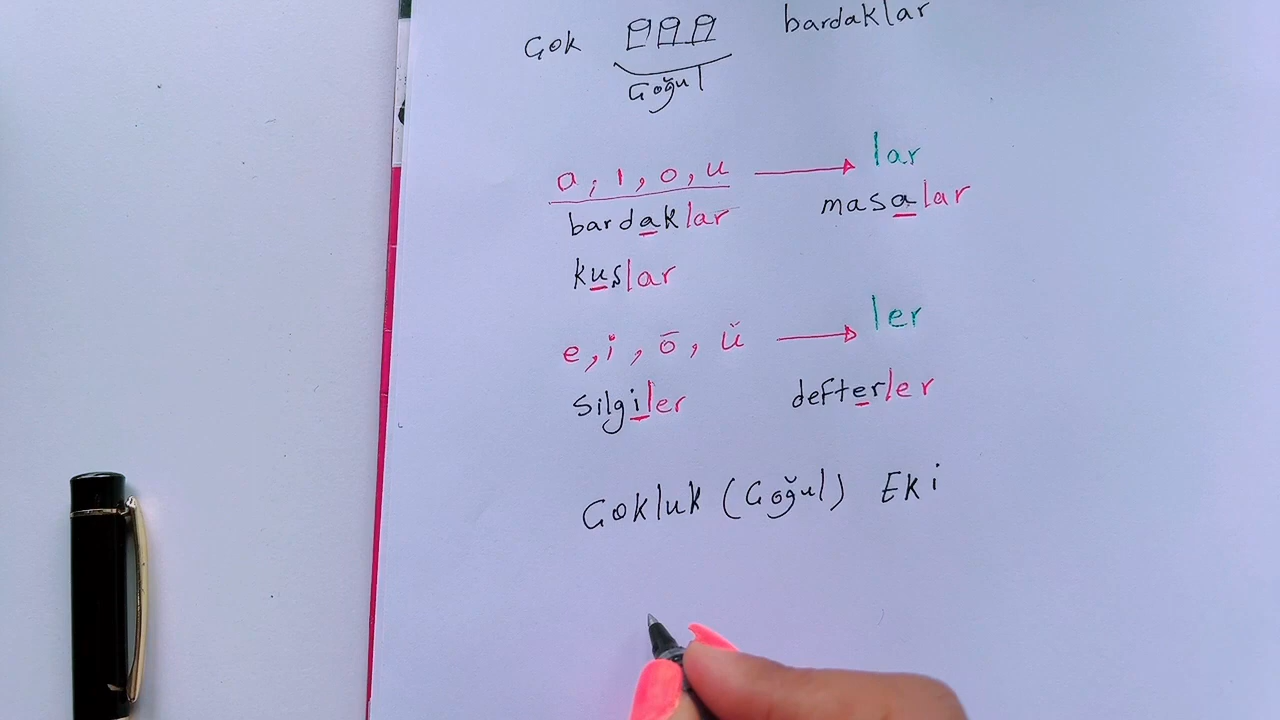 Çok bardaklar
Çoğul
a, ı, o, u → lar
bardaklar masalar
kuşlar
e, i, ö, ü → ler
silgiler defterler
Çokluk (Çoğul) Eki